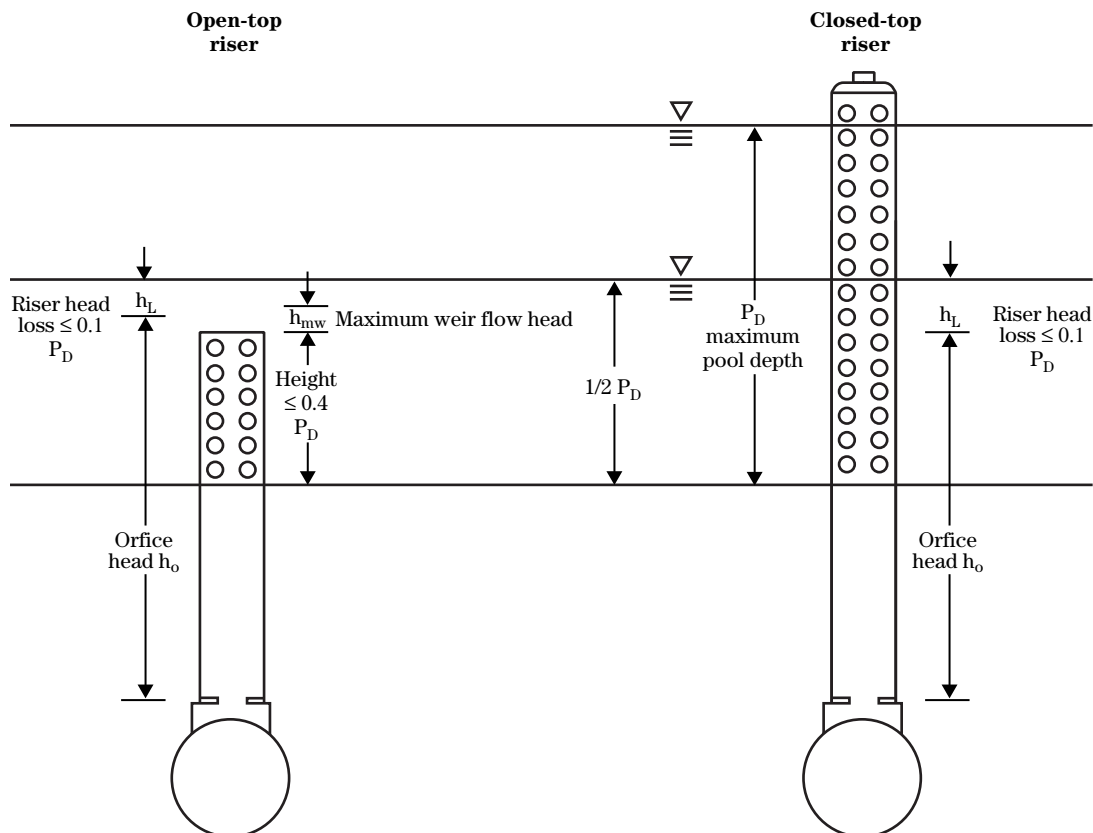 Open-top
riser
Closed-top
riser
Riser head
loss ≤ 0.1
P_D
h_L
h_mw
Maximum weir flow head
Height
≤ 0.4
P_D
1/2 P_D
P_D
maximum
pool depth
h_L
Riser head
loss ≤ 0.1
P_D
Orfice
head h_o
Orfice
head h_o